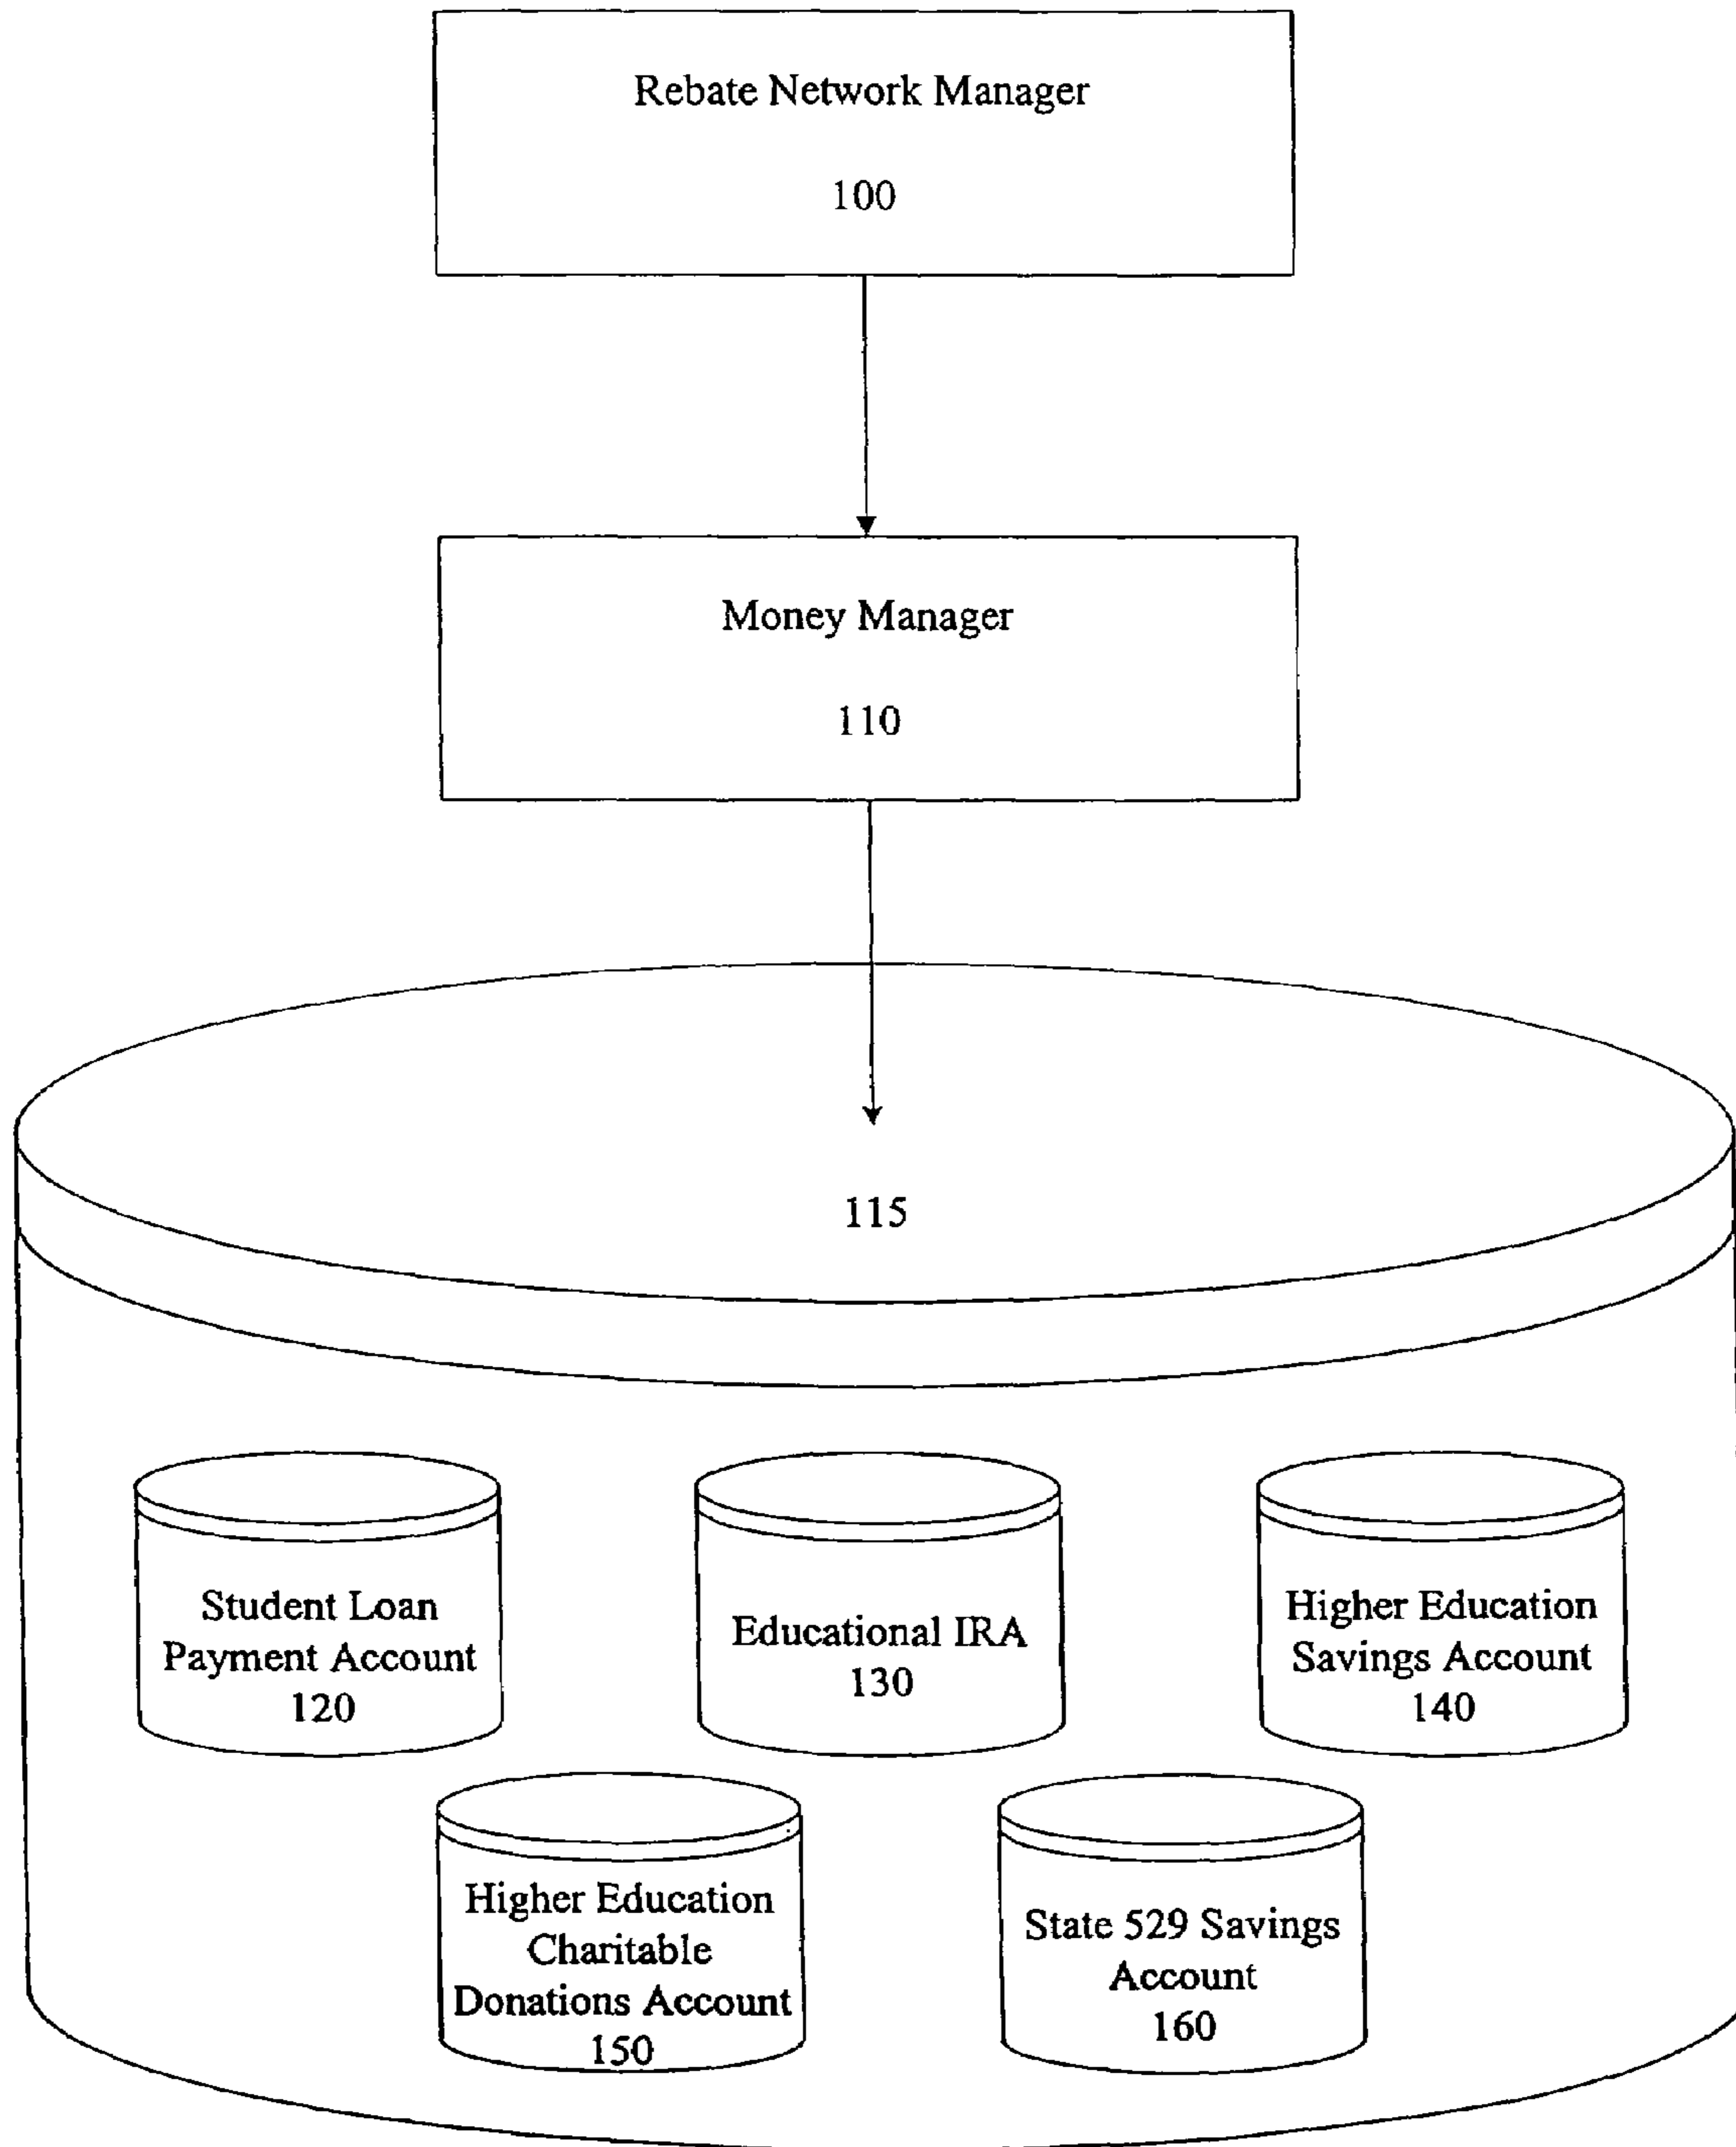 Rebate Network Manager
100
Money Manager
110
115
Student Loan
Payment Account
120
Educational IRA
130
Higher Education
Savings Account
140
Higher Education
Charitable
Donations Account
150
State 529 Savings
Account
160